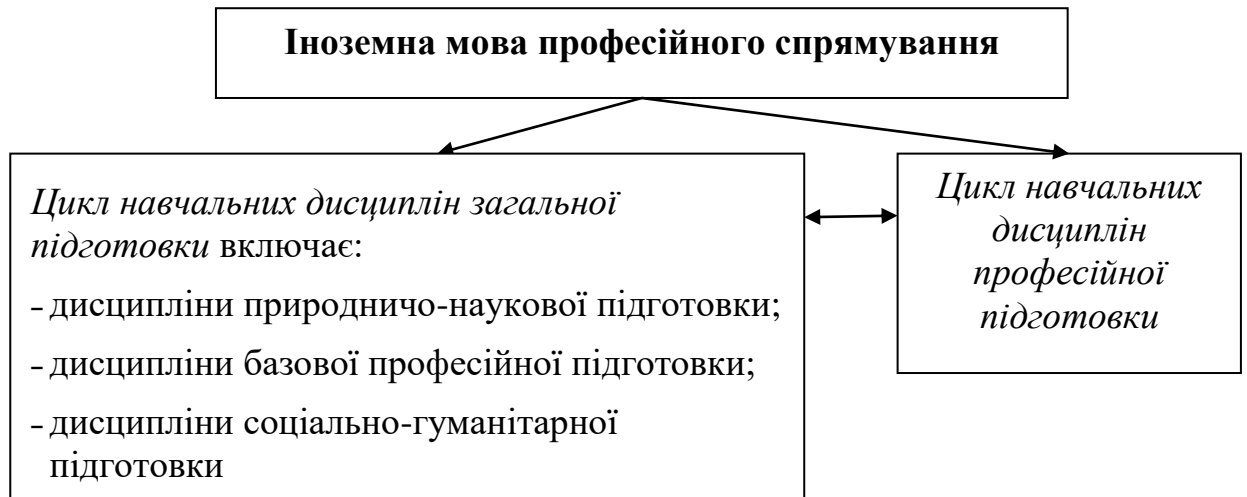 Іноземна мова професійного спрямування
Цикл навчальних дисциплін загальної
підготовки включає:
- дисципліни природничо-наукової підготовки;
- дисципліни базової професійної підготовки;
- дисципліни соціально-гуманітарної
підготовки
Цикл навчальних
дисциплін
професійної
підготовки